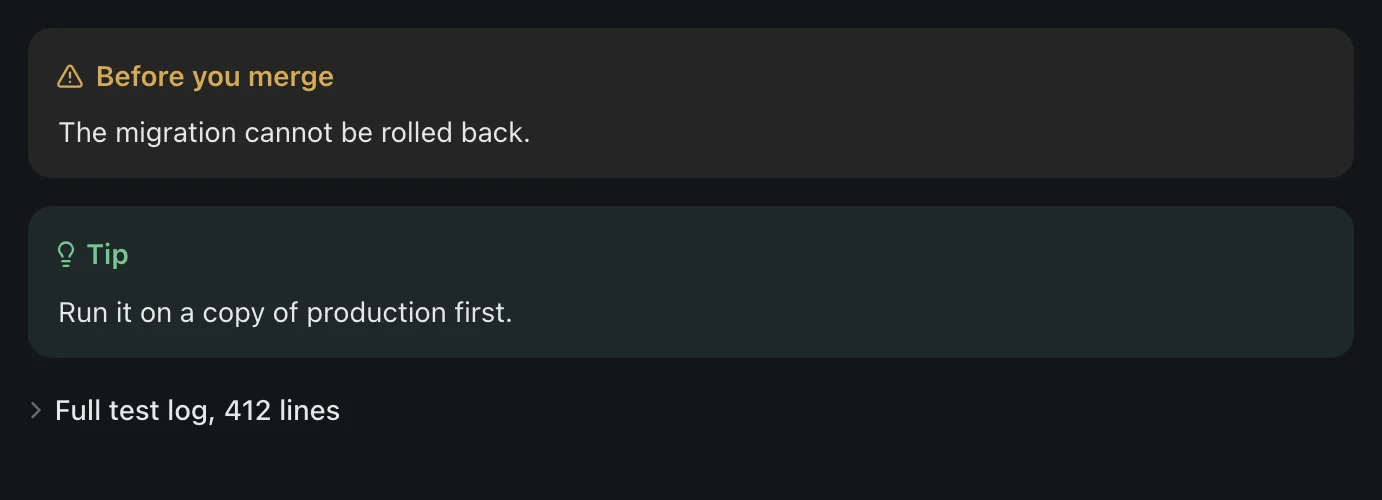 Before you merge
The migration cannot be rolled back.
Tip
Run it on a copy of production first.
Full test log, 412 lines